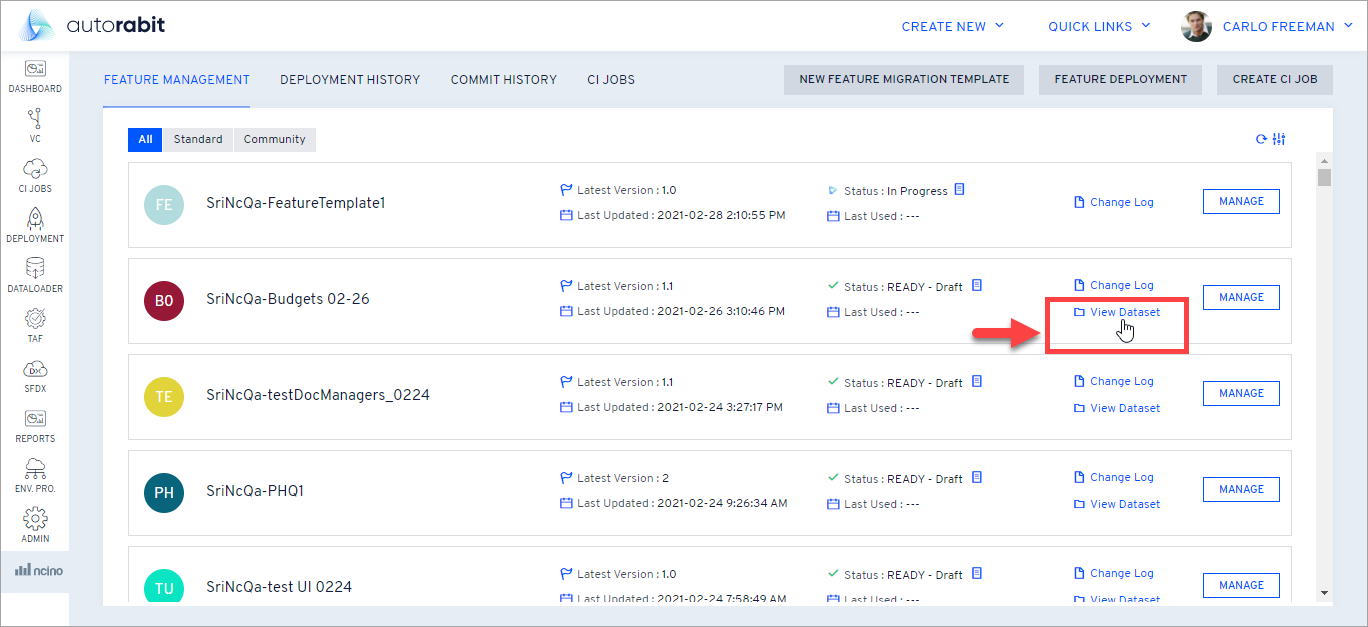 autorabit
CREATE NEW
QUICK LINKS
CARLO FREEMAN
DASHBOARD
VC
CI JOBS
DEPLOYMENT
DATALOADER
TAF
DX
SFDX
REPORTS
ENV. PRO.
ADMIN
ncino
FEATURE MANAGEMENT
DEPLOYMENT HISTORY
COMMIT HISTORY
CI JOBS
NEW FEATURE MIGRATION TEMPLATE
FEATURE DEPLOYMENT
CREATE CI JOB
All
Standard
Community
FE
SriNcQa-FeatureTemplate1
Latest Version : 1.0
Last Updated : 2021-02-28 2:10:55 PM
Status : In Progress
Last Used : ---
Change Log
MANAGE
B0
SriNcQa-Budgets 02-26
Latest Version : 1.1
Last Updated : 2021-02-26 3:10:46 PM
Status : READY - Draft
Last Used : ---
Change Log
View Dataset
MANAGE
TE
SriNcQa-testDocManagers_0224
Latest Version : 1.1
Last Updated : 2021-02-24 3:27:17 PM
Status : READY - Draft
Last Used : ---
Change Log
View Dataset
MANAGE
PH
SriNcQa-PHQ1
Latest Version : 2
Last Updated : 2021-02-24 9:26:34 AM
Status : READY - Draft
Last Used : ---
Change Log
View Dataset
MANAGE
TU
SriNcQa-test UI 0224
Latest Version : 1.0
Last Updated : 2021-02-24 7:58:49 AM
Status : READY - Draft
Last Used : ---
Change Log
View Dataset
MANAGE